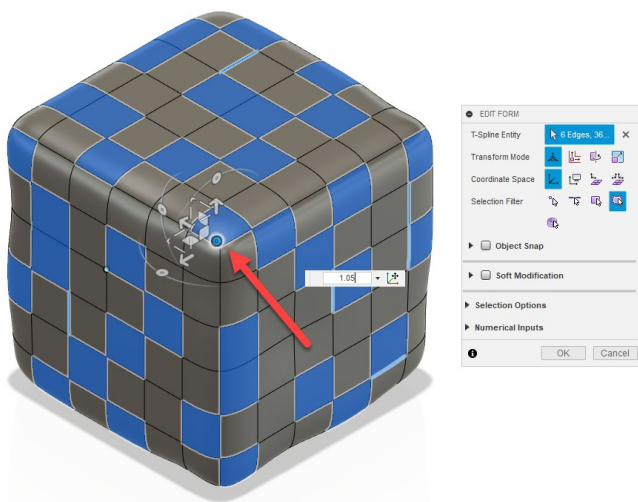 EDIT FORM
T-Spline Entity
6 Edges, 36...
Transform Mode
Coordinate Space
Selection Filter
Object Snap
1.05
Soft Modification
Selection Options
Numerical Inputs
OK
Cancel